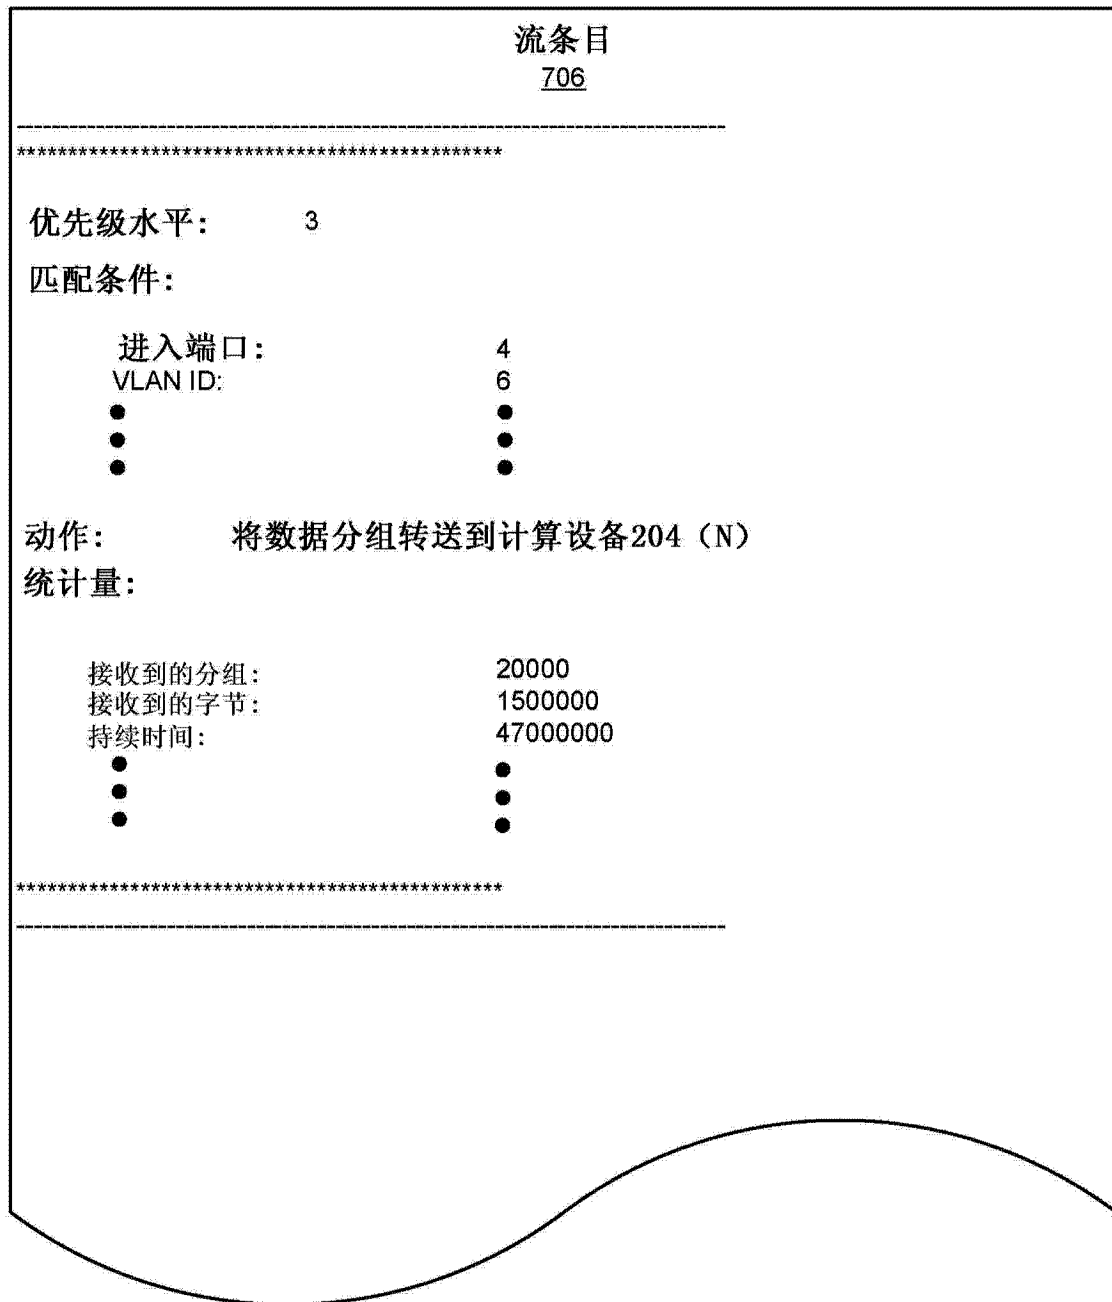 流条目
706
--------------------------------------------------------------------------------
***********************************************
优先级水平: 3
匹配条件:
进入端口: 4
VLAN ID: 6
● ●
● ●
● ●
动作: 将数据分组转送到计算设备204（N）
统计量:
接收到的分组: 20000
接收到的字节: 1500000
持续时间: 47000000
● ●
● ●
● ●
***********************************************
--------------------------------------------------------------------------------